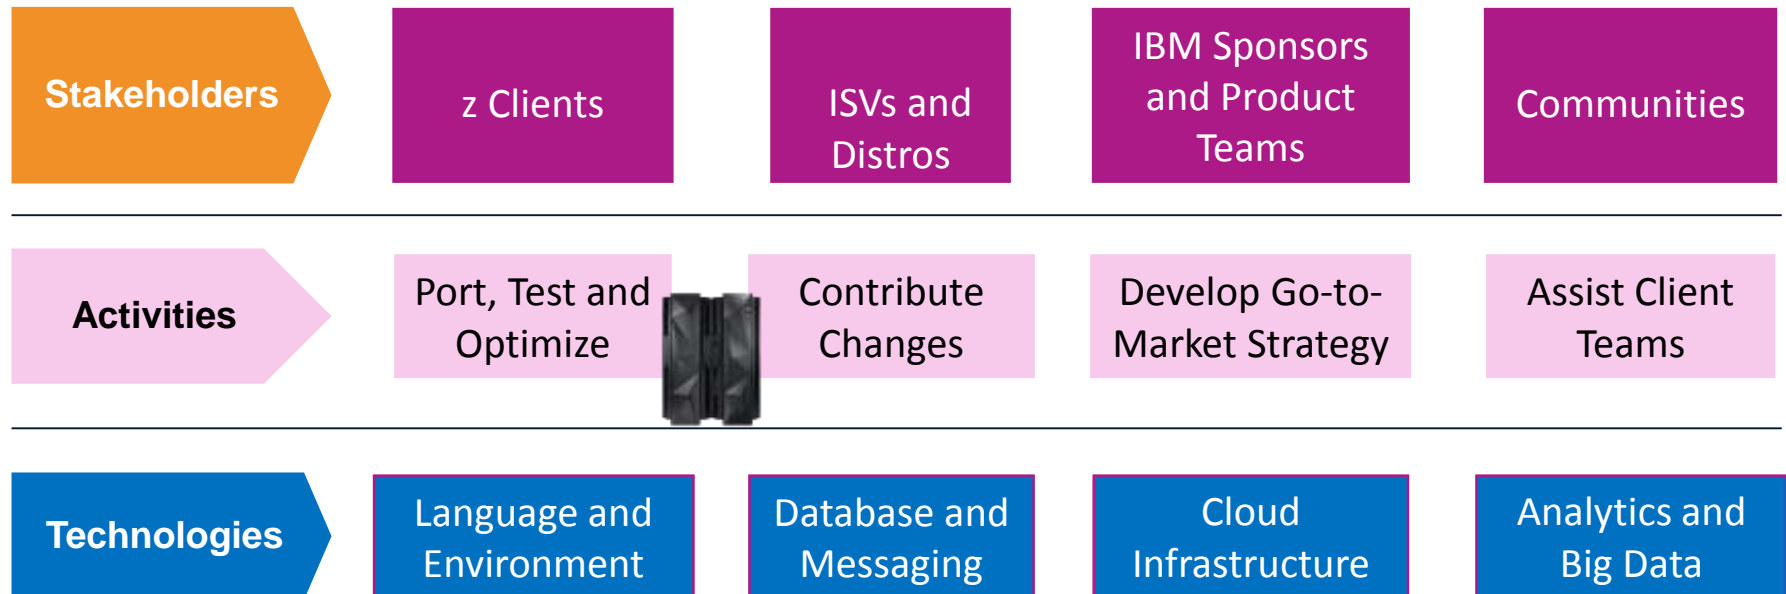 Stakeholders
z Clients
ISVs and
Distros
IBM Sponsors
and Product
Teams
Communities
Activities
Port, Test and
Optimize
Contribute
Changes
Develop Go-to-
Market Strategy
Assist Client
Teams
Technologies
Language and
Environment
Database and
Messaging
Cloud
Infrastructure
Analytics and
Big Data